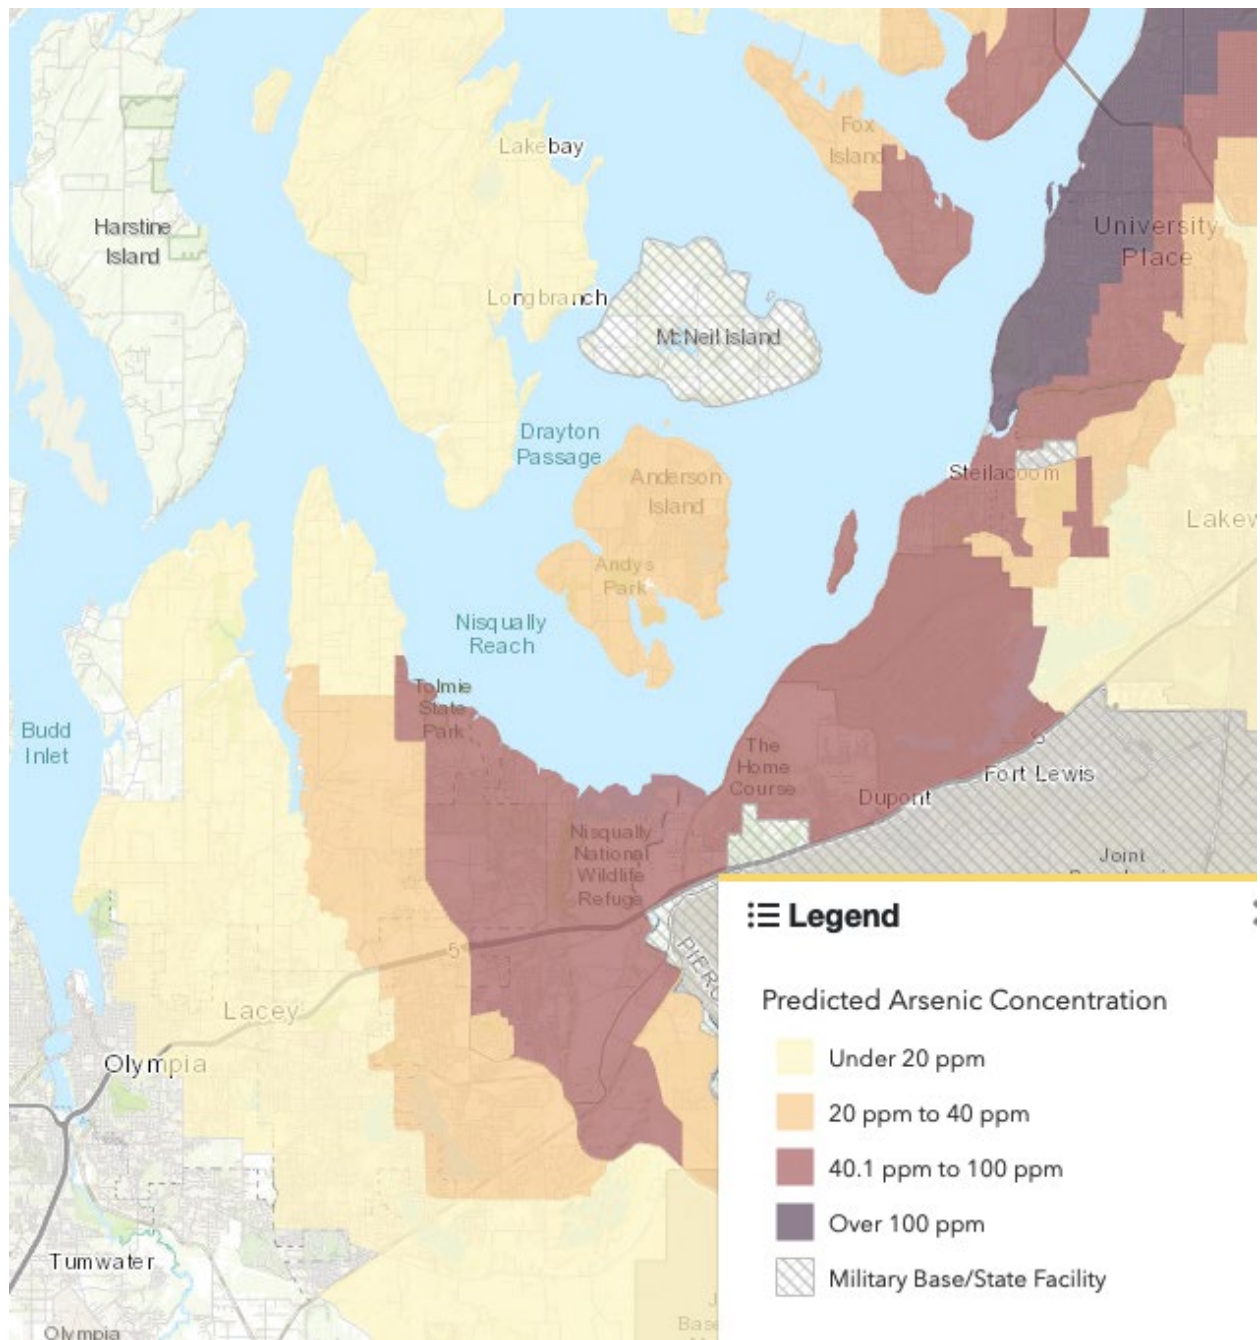 Lakebay
Fox
Island
Harstine
Island
University
Place
Longbranch
McNeil island
Drayton
Passage
Anderson
Island
Steilacoom
Andys
Park
Nisqually
Reach
Tolmie
State
Park
Budd
Inlet
The
Home
Course
5
Fort Lewis
Dupont
Nisqually
National
Wildlife
Refuge
Joint
5
Lacey
Olympia
Tumwater
Olympia
Legend
Predicted Arsenic Concentration
Under 20 ppm
20 ppm to 40 ppm
40.1 ppm to 100 ppm
Over 100 ppm
Military Base/State Facility